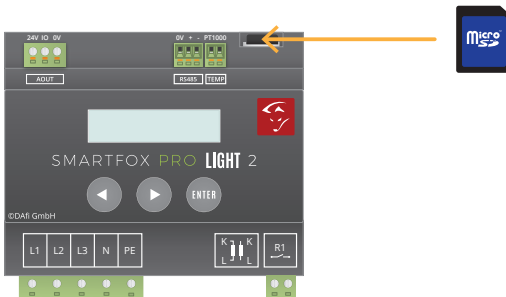 24V IO 0V
0V + - PT1000
AOUT
RS485 TEMP
Micro
SD
SMARTFOX PRO LIGHT 2
ENTER
©DAfi GmbH
L1 L2 L3 N PE
K K
L L
R1